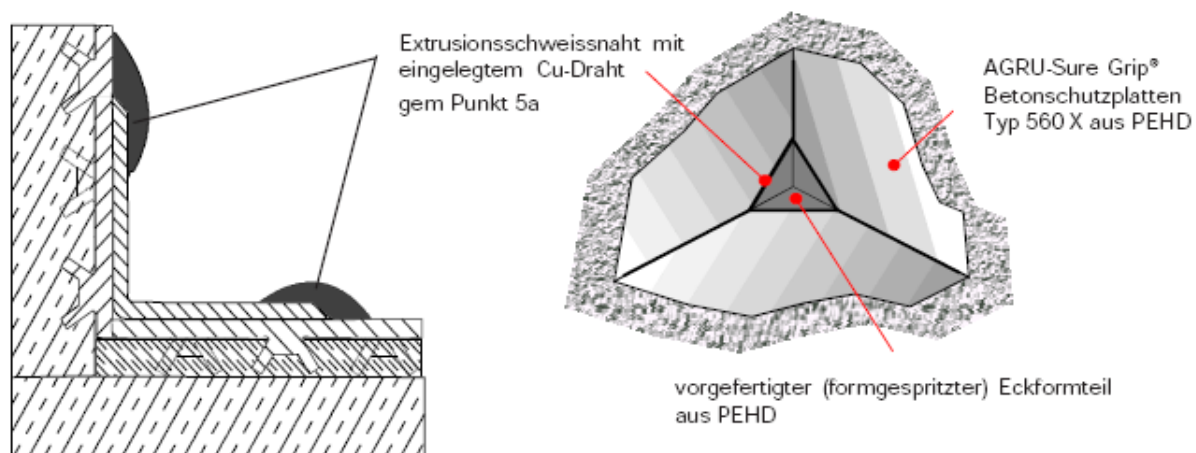 Extrusionsschweissnaht mit
eingelegtem Cu-Draht
gem Punkt 5a
AGRU-Sure Grip®
Betonschutzplatten
Typ 560 X aus PEHD
vorgefertigter (formgespritzter) Eckformteil
aus PEHD